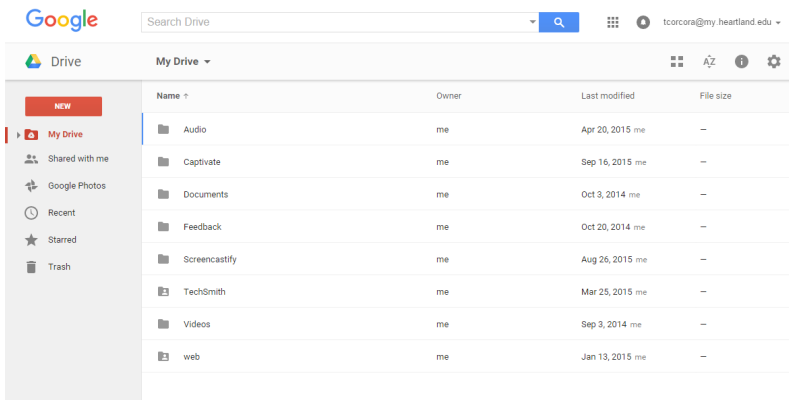 Google
Search Drive
tcorcora@my.heartland.edu
Drive
My Drive
AZ
NEW
My Drive
Shared with me
Google Photos
Recent
Starred
Trash
Name ↑ Owner Last modified File size
Audio me Apr 20, 2015 me –
Captivate me Sep 16, 2015 me –
Documents me Oct 3, 2014 me –
Feedback me Oct 20, 2014 me –
Screencastify me Aug 26, 2015 me –
TechSmith me Mar 25, 2015 me –
Videos me Sep 3, 2014 me –
web me Jan 13, 2015 me –